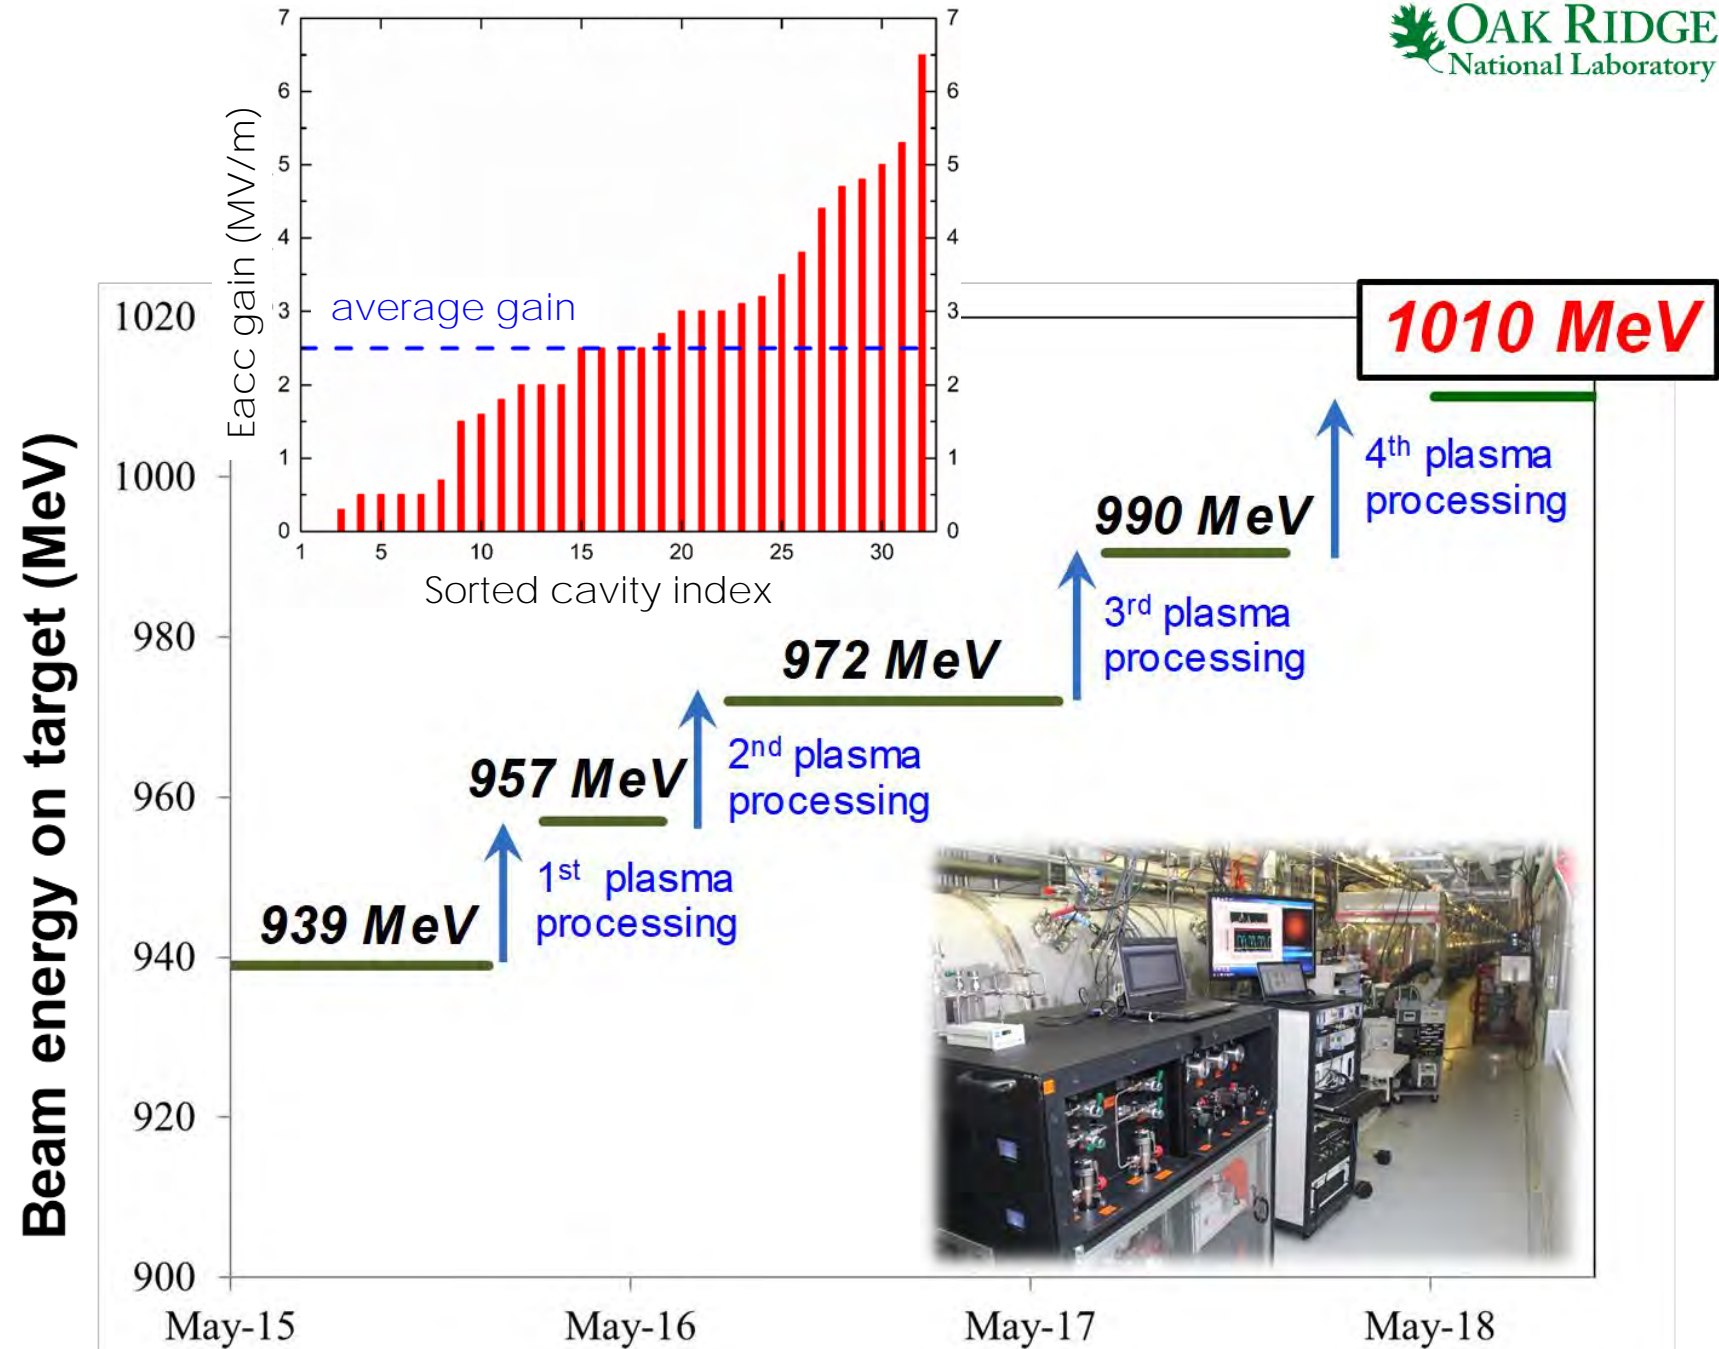 OAK RIDGE
National Laboratory
7
6
5
4
3
2
1
0
7
6
5
4
3
2
1
0
Eacc gain (MV/m)
average gain
1 5 10 15 20 25 30
Sorted cavity index
Beam energy on target (MeV)
1020
1000
980
960
940
920
900
1010 MeV
4th plasma
processing
990 MeV
3rd plasma
processing
972 MeV
2nd plasma
processing
957 MeV
1st plasma
processing
939 MeV
May-15 May-16 May-17 May-18